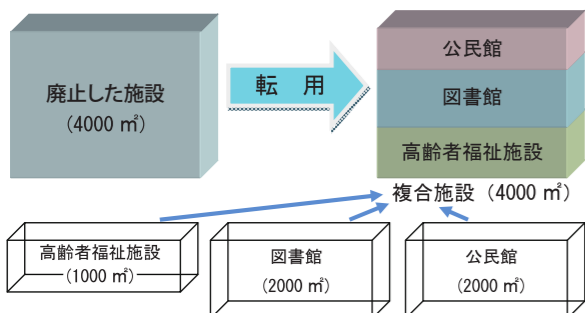 廃止した施設
(4000 ㎡)
転 用
公民館
図書館
高齢者福祉施設
複合施設 (4000 ㎡)
高齢者福祉施設
(1000 ㎡)
図書館
(2000 ㎡)
公民館
(2000 ㎡)